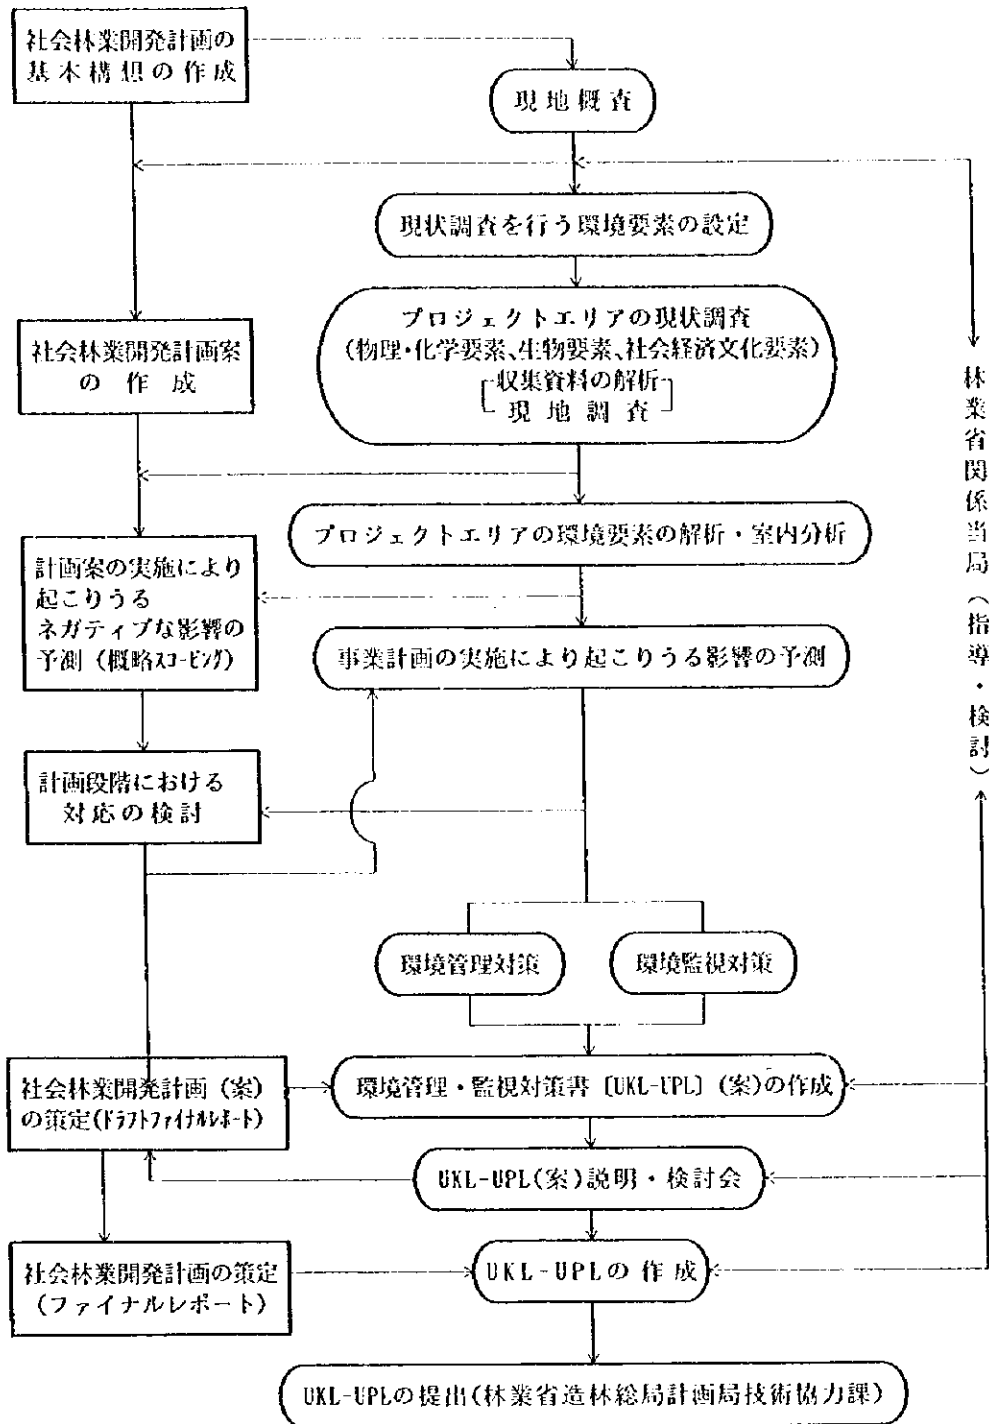 社会林業開発計画の
基本構想の作成
現地概査
現状調査を行う環境要素の設定
プロジェクトエリアの現状調査
(物理・化学要素、生物要素、社会経済文化要素)
収集資料の解析
現地調査
社会林業開発計画案
の作成
プロジェクトエリアの環境要素の解析・室内分析
計画案の実施により
起こりうる
ネガティブな影響の
予測(概略スコーピング)
事業計画の実施により起こりうる影響の予測
計画段階における
対応の検討
環境管理対策
環境監視対策
社会林業開発計画(案)
の策定(ドラフトファイナルレポート)
環境管理・監視対策書〔UKL-UPL〕(案)の作成
UKL-UPL(案)説明・検討会
社会林業開発計画の策定
(ファイナルレポート)
UKL-UPLの作成
UKL-UPLの提出(林業省造林総局計画局技術協力課)
林業省関係当局(指導・検討)